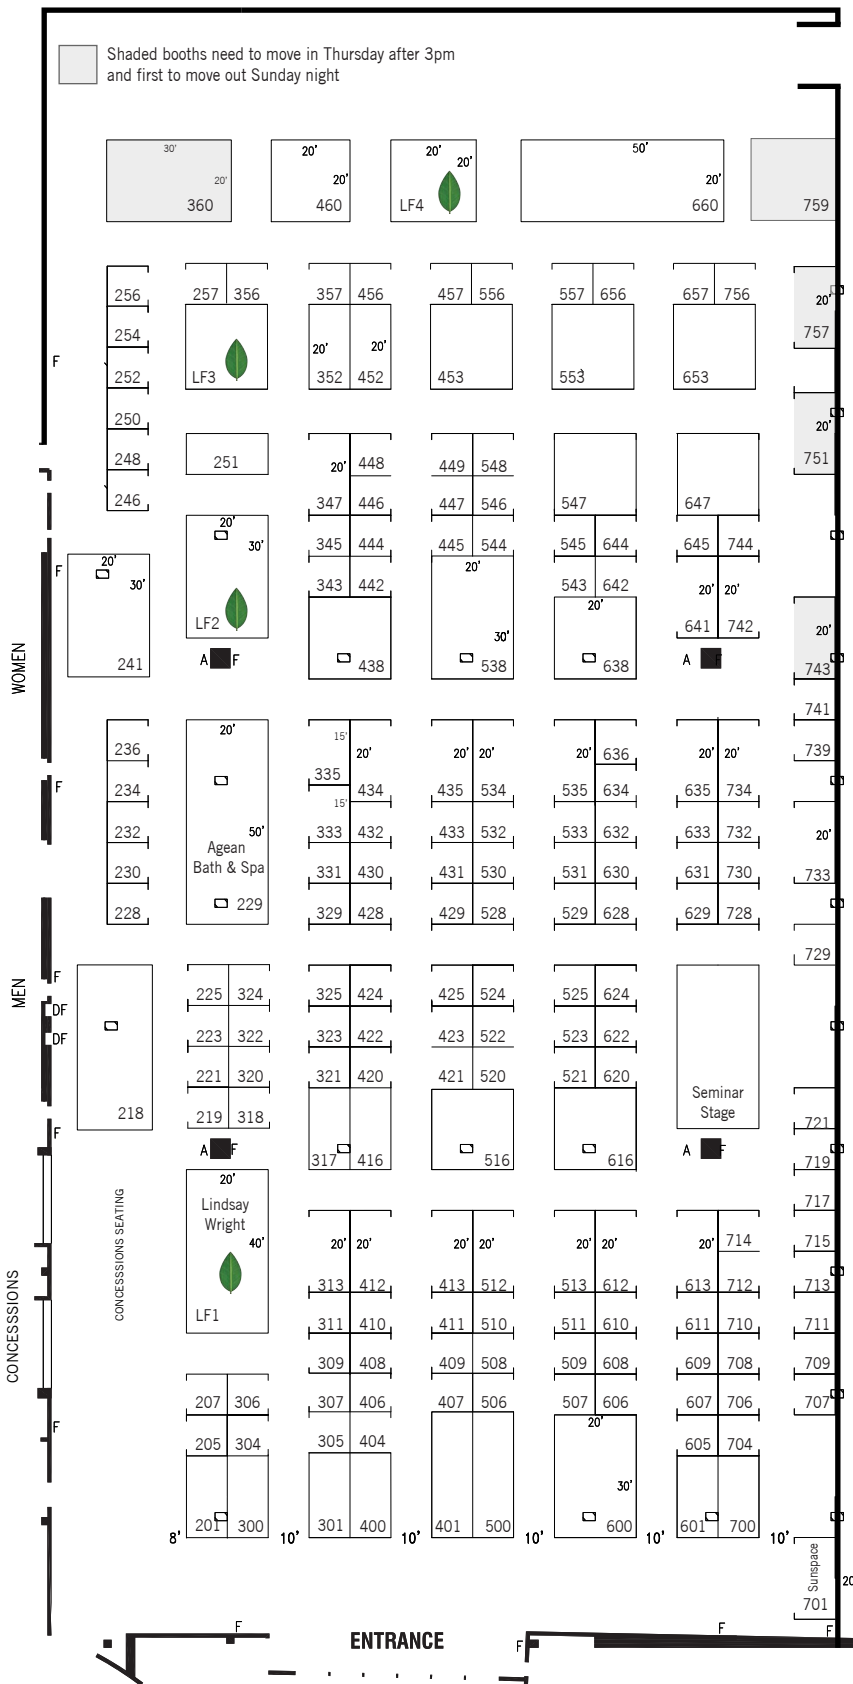 Shaded booths need to move in Thursday after 3pm
and first to move out Sunday night
30' 20' 20' 50'
20' 20' 20' 20'
360 460 LF4 660 759
256 257 356 357 456 457 556 557 656 657 756
20'
254 757
20' 20'
F
252 LF3 352 452 453 553 653
250 20'
248 251 20' 448 449 548 751
246 347 446 447 546 547 647
20'
30' 345 444 445 544 545 644 645 744
F 20' 20'
30' 343 442 543 642 20' 20'
LF2 20' 641 742 20'
30'
WOMEN 241 A F 438 538 638 A F 743
741
20' 15'
236 20' 20' 20' 20' 636 20' 20' 739
335
F 234 434 435 534 535 634 635 734
15'
232 50' 333 432 433 532 533 632 633 732 20'
Agean
Bath & Spa
230 331 430 431 530 531 630 631 730 733
228 229 329 428 429 528 529 628 629 728
729
MEN
F
225 324 325 424 425 524 525 624
DF
223 322 323 422 423 522 523 622
DF
221 320 321 420 421 520 521 620
Seminar
Stage
218 219 318 721
F
A F 317 416 516 616 A F 719
20'
Lindsay
Wright
717
CONCESSSIONS SEATING
40' 20' 20' 20' 20' 20' 20' 714 715
313 412 413 512 513 612 613 712 713
LF1 311 410 411 510 511 610 611 710 711
CONCESSSIONS
309 408 409 508 509 608 609 708 709
207 306 307 406 407 506 507 606 607 706 707
F 20'
205 304 305 404 605 704
30'
201 300 301 400 401 500 600 601 700
8' 10' 10' 10' 10' 10'
Sunspace
20
701
F F F
ENTRANCE
F